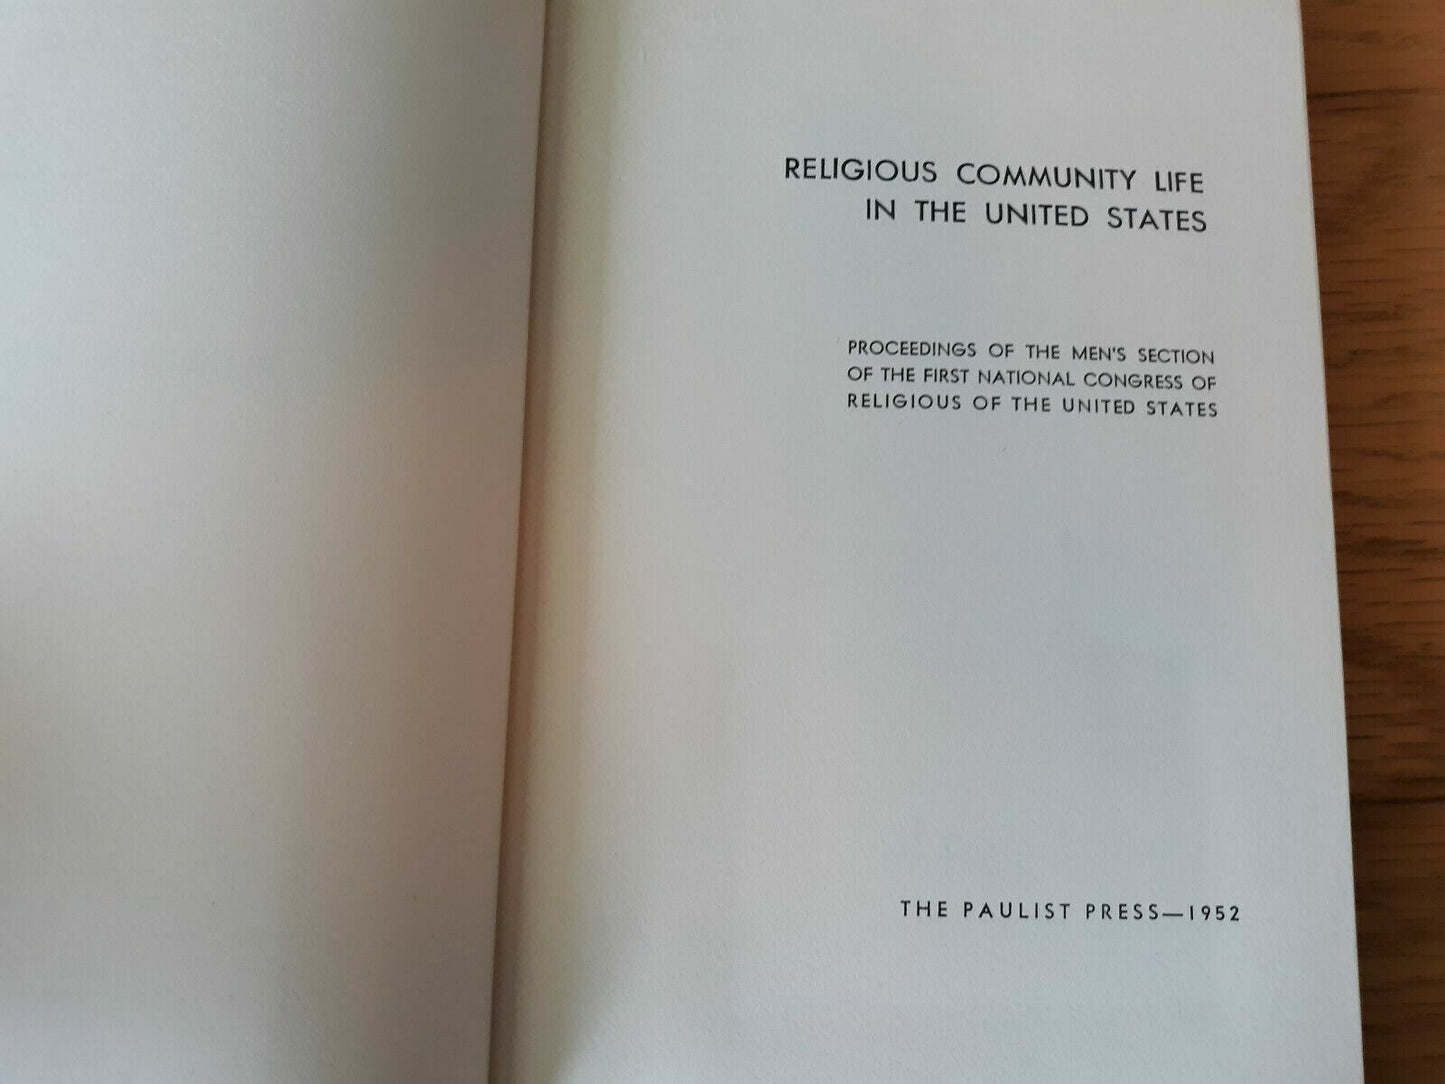 RELIGIOUS COMMUNITY LIFE
IN THE UNITED STATES
PROCEEDINGS OF THE MEN'S SECTION
OF THE FIRST NATIONAL CONGRESS OF
RELIGIOUS OF THE UNITED STATES
THE PAULIST PRESS—1952